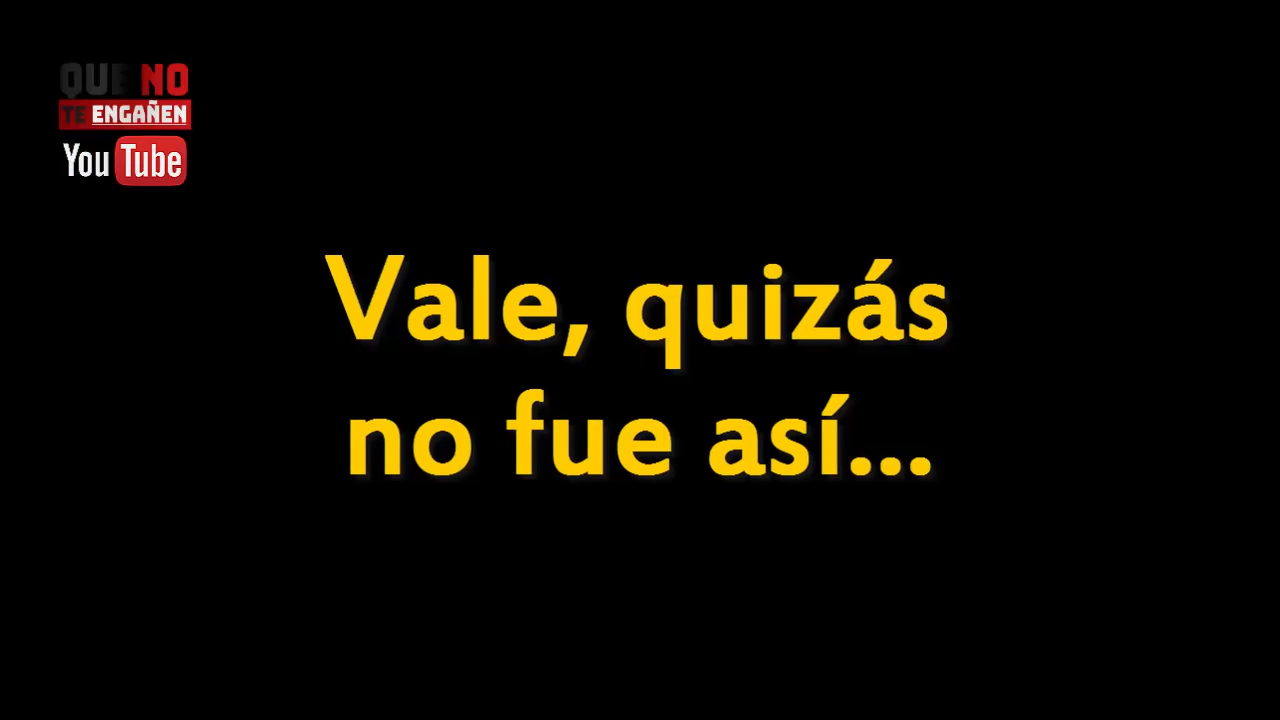 QUE NO
TE ENGAÑEN
YouTube
Vale, quizás
no fue así...